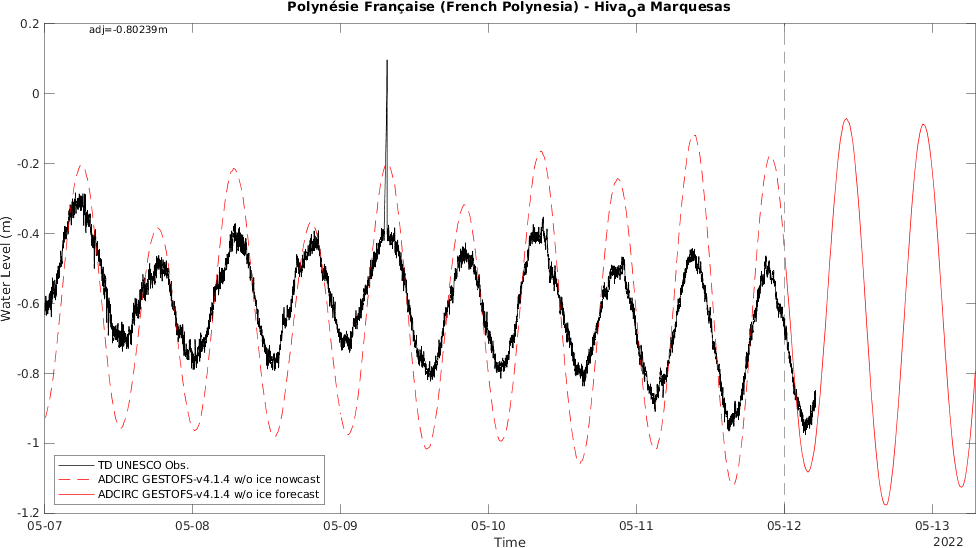 Polynésie Française (French Polynesia) - Hiva_Oa Marquesas
adj=-0.80239m
0.2
0
-0.2
-0.4
-0.6
-0.8
-1
-1.2
Water Level (m)
TD UNESCO Obs.
ADCIRC GESTOFS-v4.1.4 w/o ice nowcast
ADCIRC GESTOFS-v4.1.4 w/o ice forecast
05-07 05-08 05-09 05-10 05-11 05-12 05-13
Time
2022